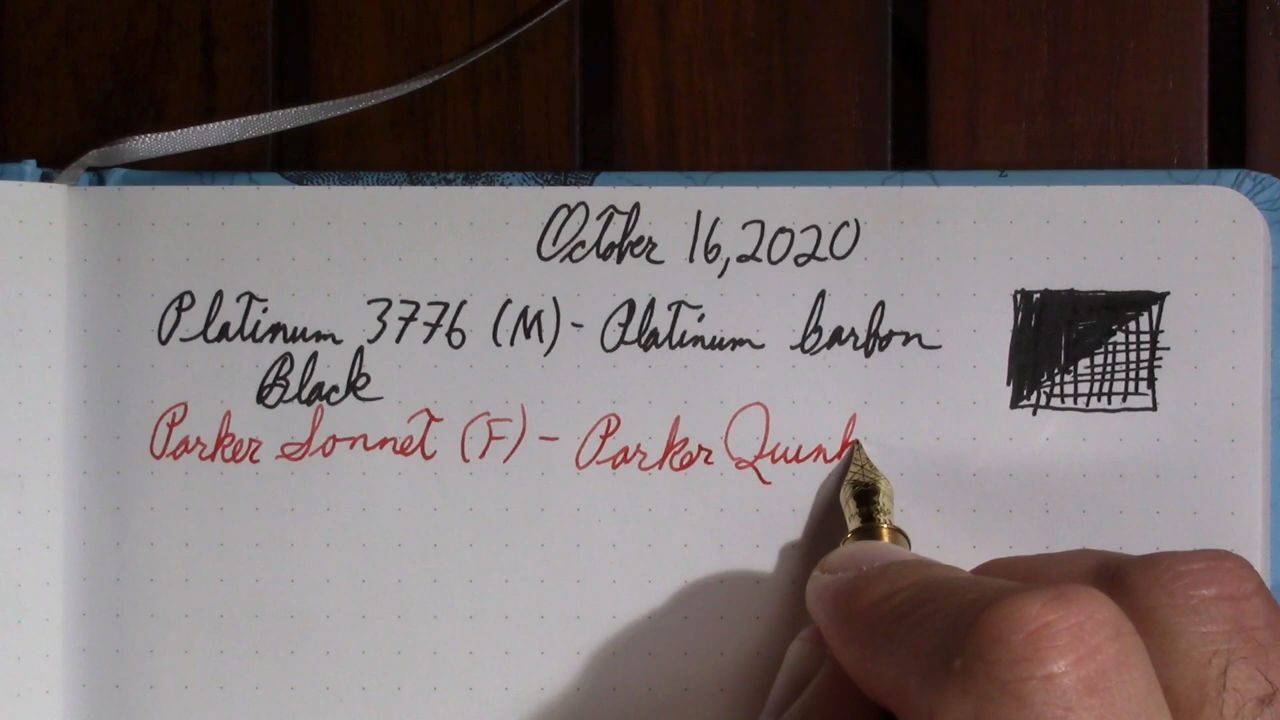 October 16, 2020
Platinum 3776 (M) - Platinum Carbon
Black
Parker Sonnet (F) - Parker Quink